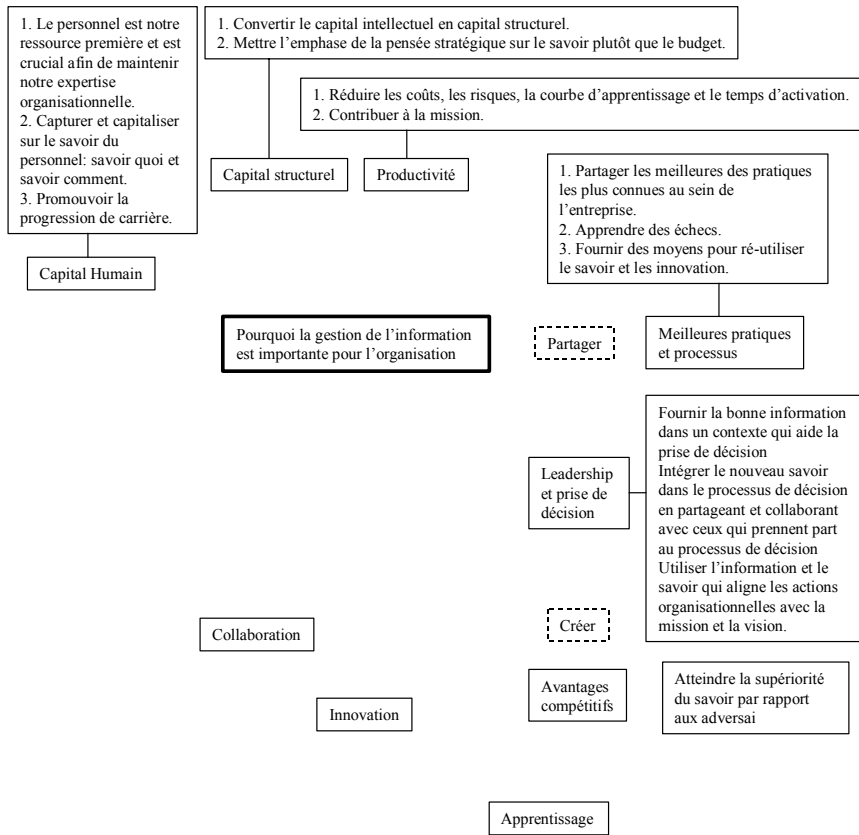 1. Le personnel est notre
ressource première et est
crucial afin de maintenir
notre expertise
organisationnelle.
2. Capturer et capitaliser
sur le savoir du
personnel: savoir quoi et
savoir comment.
3. Promouvoir la
progression de carrière.
Capital Humain
1. Convertir le capital intellectuel en capital structurel.
2. Mettre l’emphase de la pensée stratégique sur le savoir plutôt que le budget.
Capital structurel
1. Réduire les coûts, les risques, la courbe d’apprentissage et le temps d’activation.
2. Contribuer à la mission.
Productivité
1. Partager les meilleures des pratiques
les plus connues au sein de
l’entreprise.
2. Apprendre des échecs.
3. Fournir des moyens pour ré-utiliser
le savoir et les innovation.
Pourquoi la gestion de l’information
est importante pour l’organisation
Partager
Meilleures pratiques
et processus
Leadership
et prise de
décision
Fournir la bonne information
dans un contexte qui aide la
prise de décision
Intégrer le nouveau savoir
dans le processus de décision
en partageant et collaborant
avec ceux qui prennent part
au processus de décision
Utiliser l’information et le
savoir qui aligne les actions
organisationnelles avec la
mission et la vision.
Collaboration
Créer
Innovation
Avantages
compétitifs
Atteindre la supériorité
du savoir par rapport
aux adversai
Apprentissage